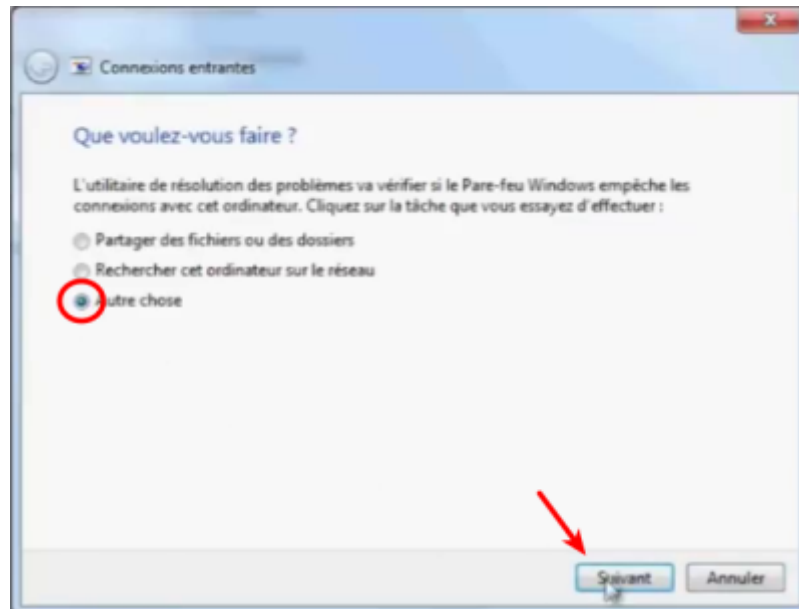 Connexions entrantes
Que voulez-vous faire ?
L'utilitaire de résolution des problèmes va vérifier si le Pare-feu Windows empêche les
connexions avec cet ordinateur. Cliquez sur la tâche que vous essayez d'effectuer :
Partager des fichiers ou des dossiers
Rechercher cet ordinateur sur le réseau
Autre chose
Suivant Annuler